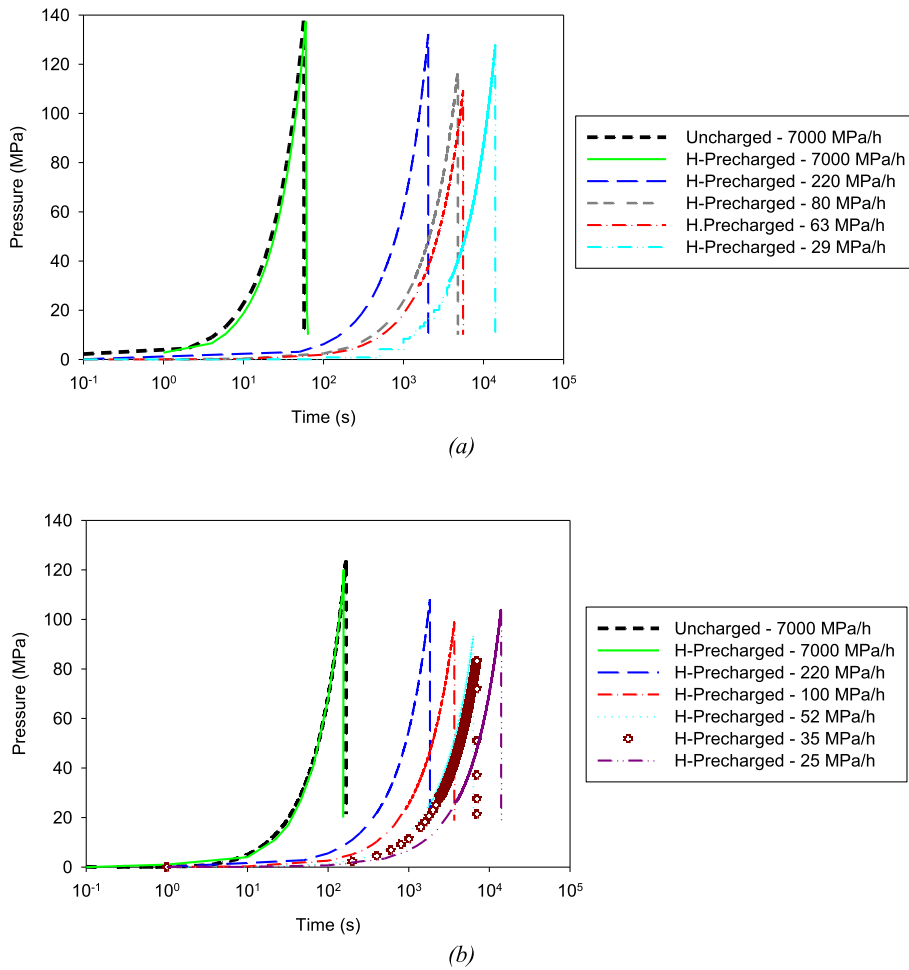 140
120
100
80
60
40
20
0
Pressure (MPa)
10⁻¹ 10⁰ 10¹ 10² 10³ 10⁴ 10⁵
Time (s)
Uncharged - 7000 MPa/h
H-Precharged - 7000 MPa/h
H-Precharged - 220 MPa/h
H-Precharged - 80 MPa/h
H.Precharged - 63 MPa/h
H-Precharged - 29 MPa/h
(a)
140
120
100
80
60
40
20
0
Pressure (MPa)
10⁻¹ 10⁰ 10¹ 10² 10³ 10⁴ 10⁵
Time (s)
Uncharged - 7000 MPa/h
H-Precharged - 7000 MPa/h
H-Precharged - 220 MPa/h
H-Precharged - 100 MPa/h
H-Precharged - 52 MPa/h
H-Precharged - 35 MPa/h
H-Precharged - 25 MPa/h
(b)